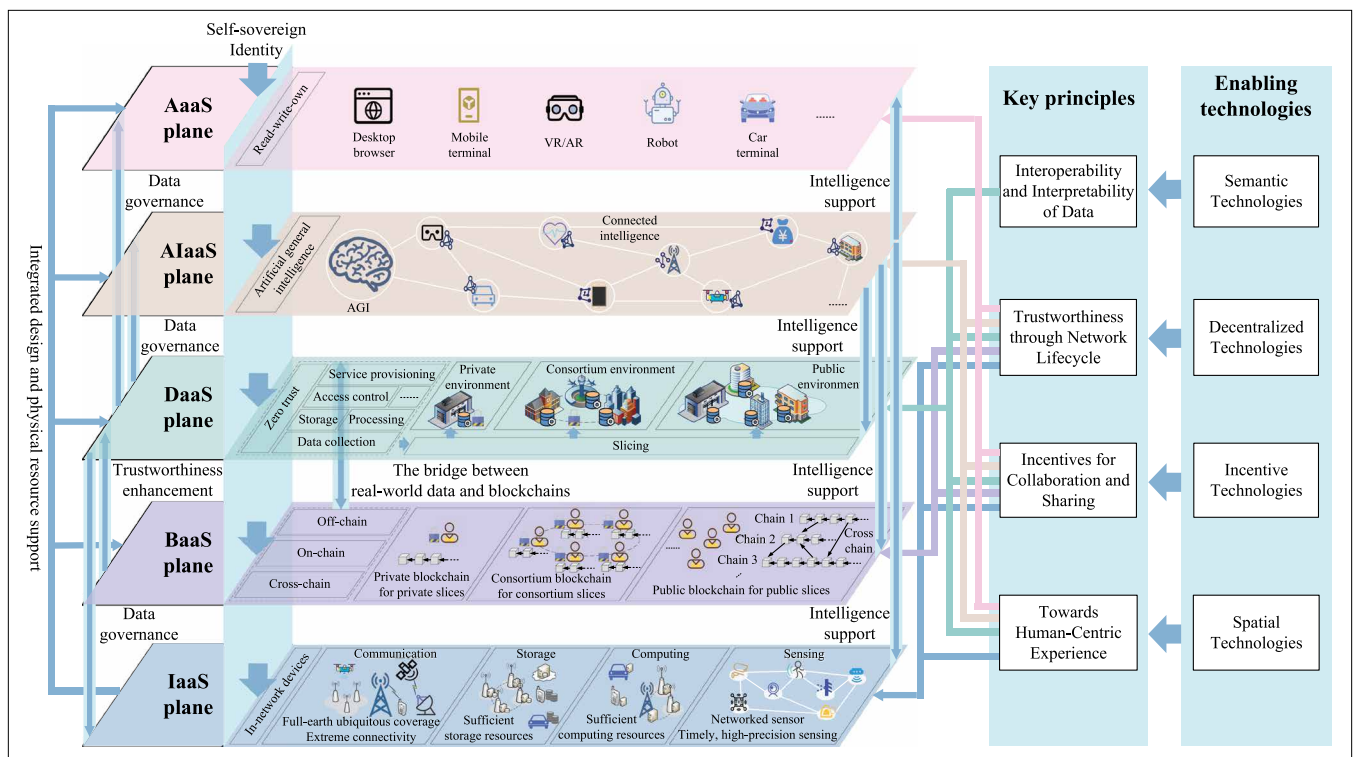 Self-sovereign
Identity
AaaS
plane
Read-write-own
Desktop
browser
Mobile
terminal
VR/AR
Robot
Car
terminal
......
Data
governance
Intelligence
support
AIaaS
plane
Artificial general
intelligence
AGI
Connected
intelligence
......
Data
governance
Intelligence
support
DaaS
plane
Zero trust
Service provisioning
Access control
......
Storage
Processing
Data collection
Private
environment
Consortium environment
Public
environmen
Slicing
Trustworthiness
enhancement
The bridge between
real-world data and blockchains
Intelligence
support
BaaS
plane
Off-chain
On-chain
Cross-chain
Private blockchain
for private slices
Consortium blockchain
for consortium slices
......
Chain 1
Chain 2
Chain 3
Cross
chain
Public blockchain for public slices
Data
governance
Intelligence
support
IaaS
plane
In-network devices
Communication
Full-earth ubiquitous coverage
Extreme connectivity
Storage
Sufficient
storage resources
Computing
Sufficient
computing resources
Sensing
Networked sensor
Timely, high-precision sensing
Integrated design and physical resource support
Key principles
Interoperability
and Interpretability
of Data
Trustworthiness
through Network
Lifecycle
Incentives for
Collaboration and
Sharing
Towards
Human-Centric
Experience
Enabling
technologies
Semantic
Technologies
Decentralized
Technologies
Incentive
Technologies
Spatial
Technologies